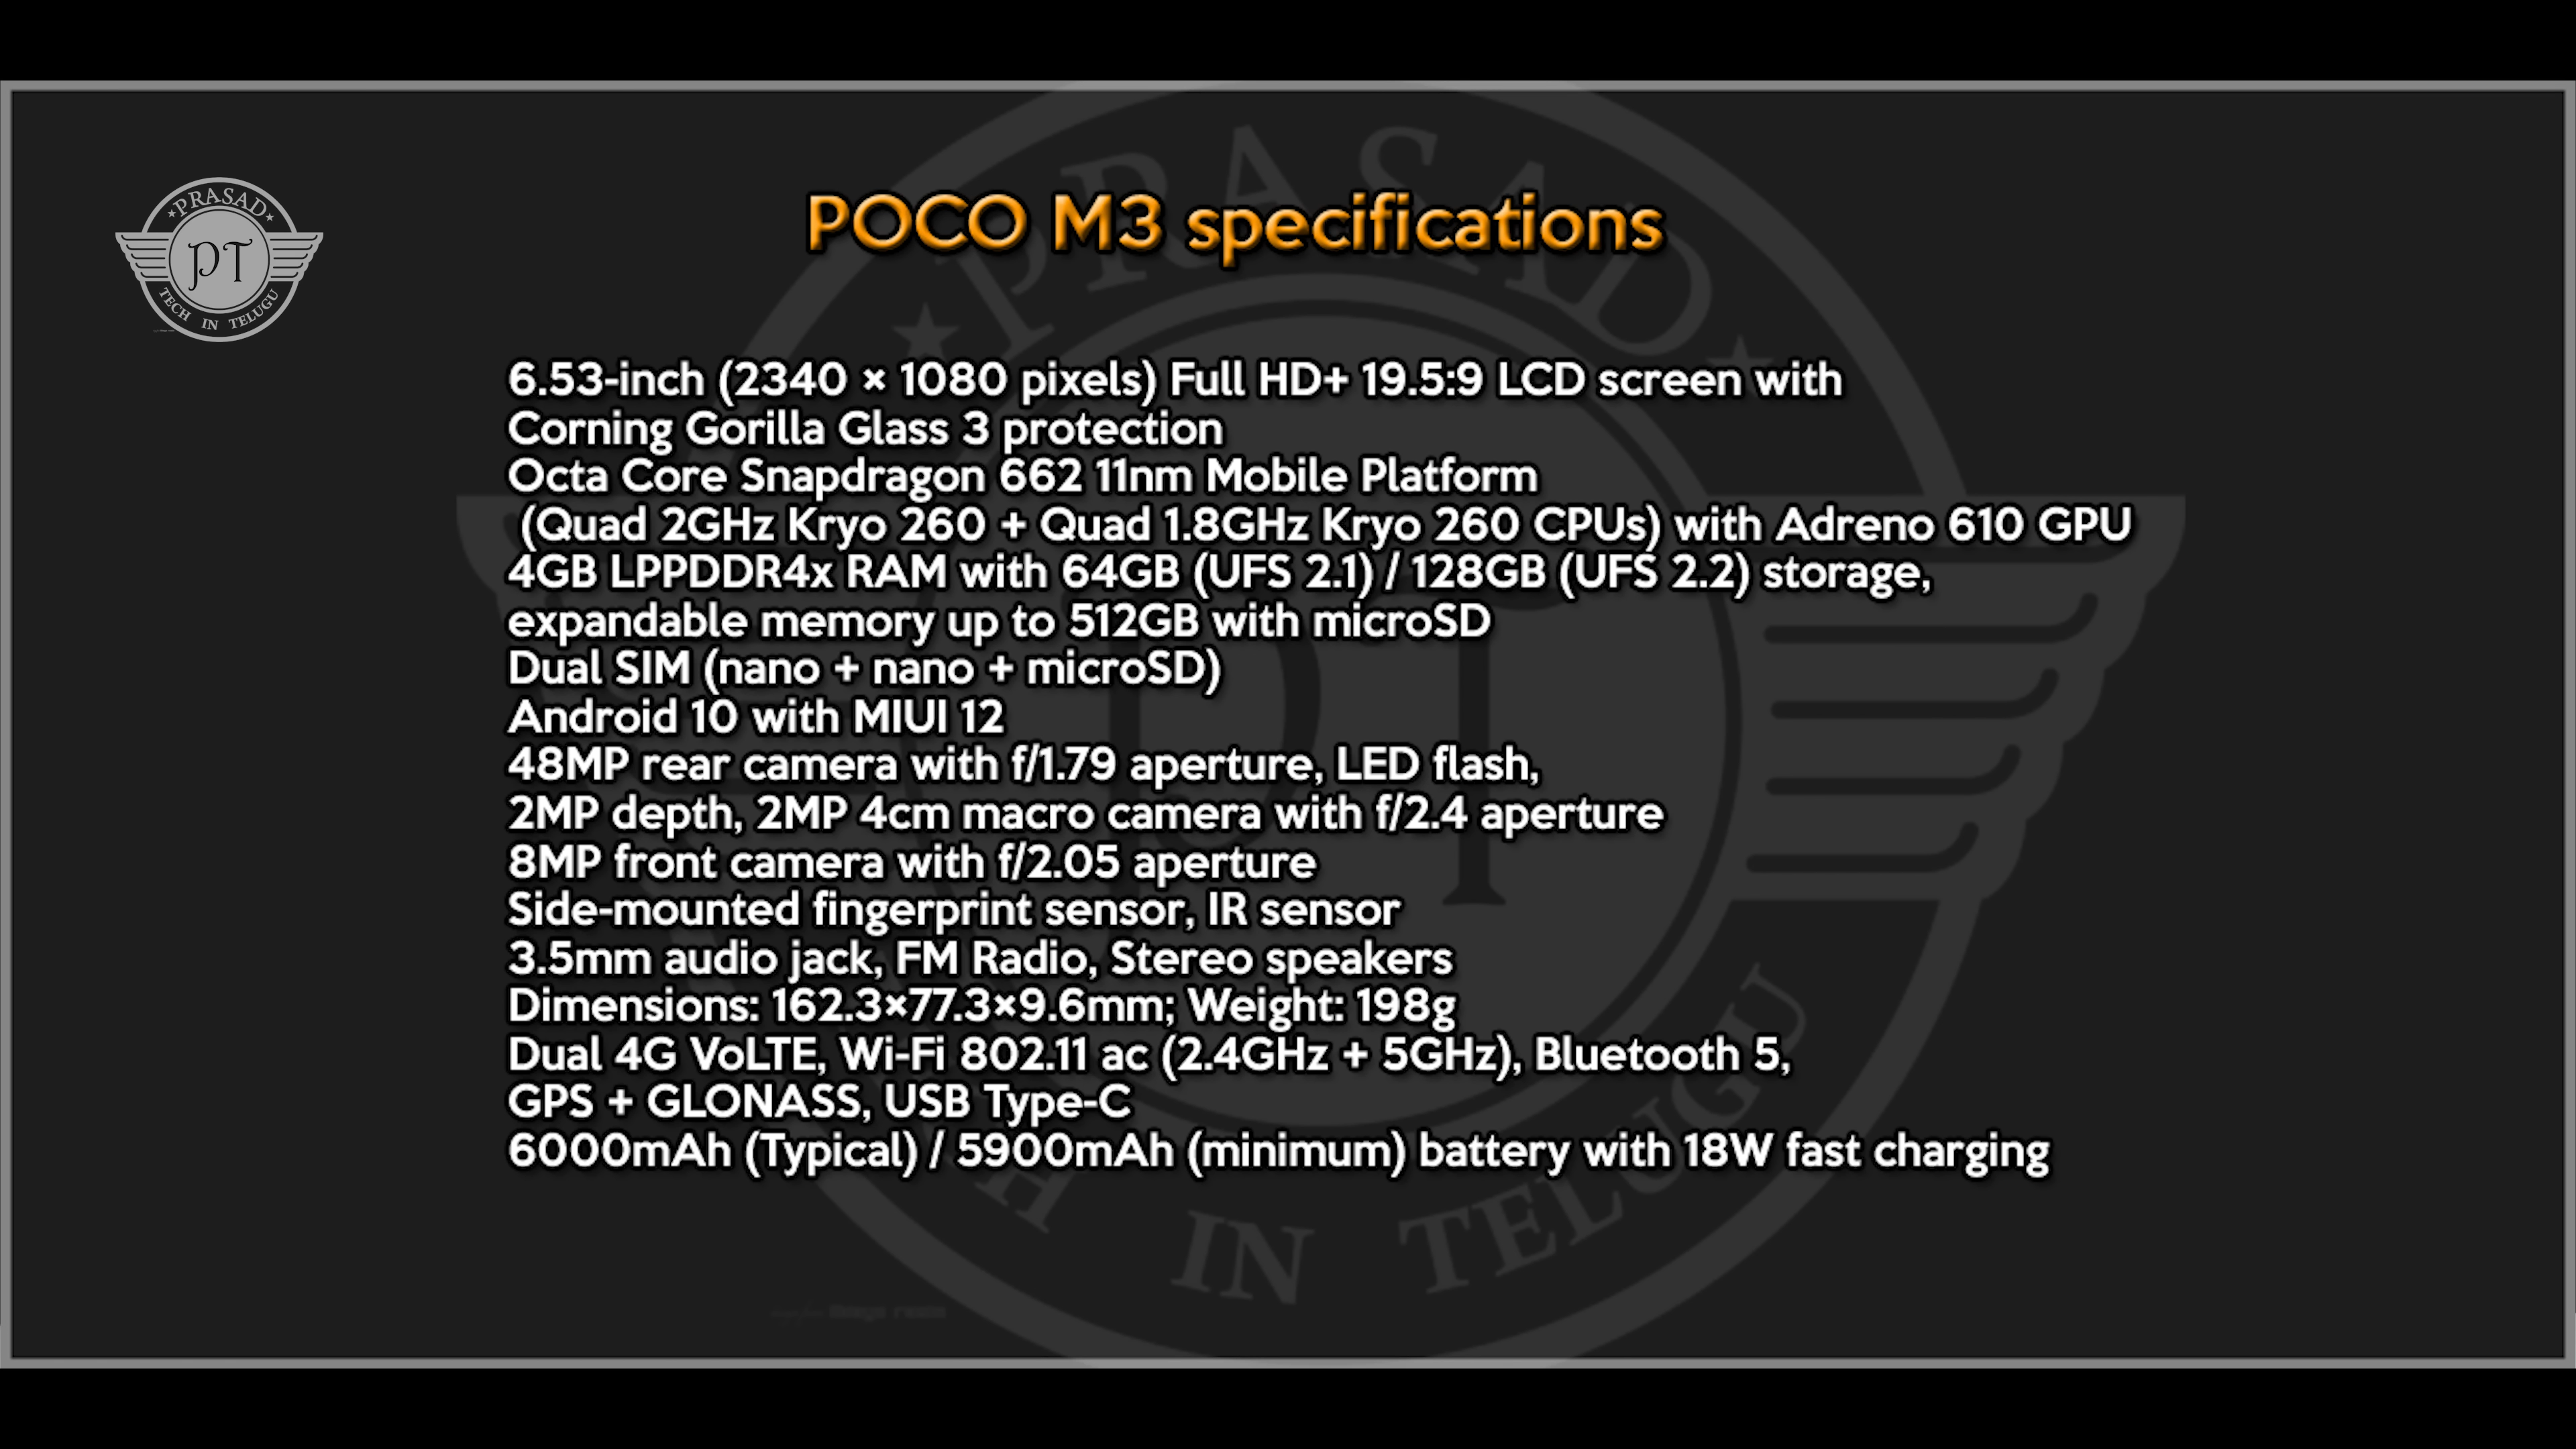 PRASAD
PT
TECH IN TELUGU
POCO M3 specifications
6.53-inch (2340 × 1080 pixels) Full HD+ 19.5:9 LCD screen with
Corning Gorilla Glass 3 protection
Octa Core Snapdragon 662 11nm Mobile Platform
(Quad 2GHz Kryo 260 + Quad 1.8GHz Kryo 260 CPUs) with Adreno 610 GPU
4GB LPPDDR4x RAM with 64GB (UFS 2.1) / 128GB (UFS 2.2) storage,
expandable memory up to 512GB with microSD
Dual SIM (nano + nano + microSD)
Android 10 with MIUI 12
48MP rear camera with f/1.79 aperture, LED flash,
2MP depth, 2MP 4cm macro camera with f/2.4 aperture
8MP front camera with f/2.05 aperture
Side-mounted fingerprint sensor, IR sensor
3.5mm audio jack, FM Radio, Stereo speakers
Dimensions: 162.3×77.3×9.6mm; Weight: 198g
Dual 4G VoLTE, Wi-Fi 802.11 ac (2.4GHz + 5GHz), Bluetooth 5,
GPS + GLONASS, USB Type-C
6000mAh (Typical) / 5900mAh (minimum) battery with 18W fast charging
PRASAD
PT
H IN TELUGU